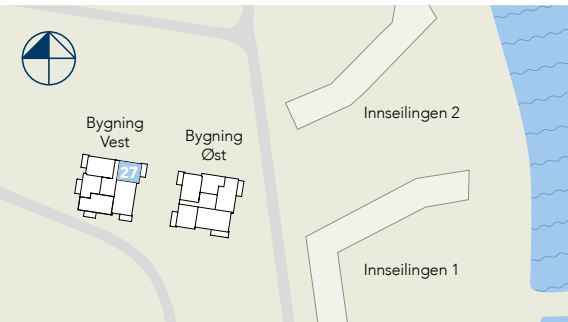 Innseilingen 2
Bygning
Vest
Bygning
Øst
27
Innseilingen 1